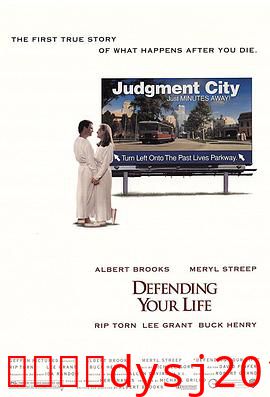 THE FIRST TRUE STORY
OF WHAT HAPPENS AFTER YOU DIE.
Judgment City
Just MINUTES AWAY!
Turn Left Onto The Past Lives Parkway.
ALBERT BROOKS MERYL STREEP
DEFENDING
YOUR LIFE
RIP TORN LEE GRANT BUCK HENRY
dysj20